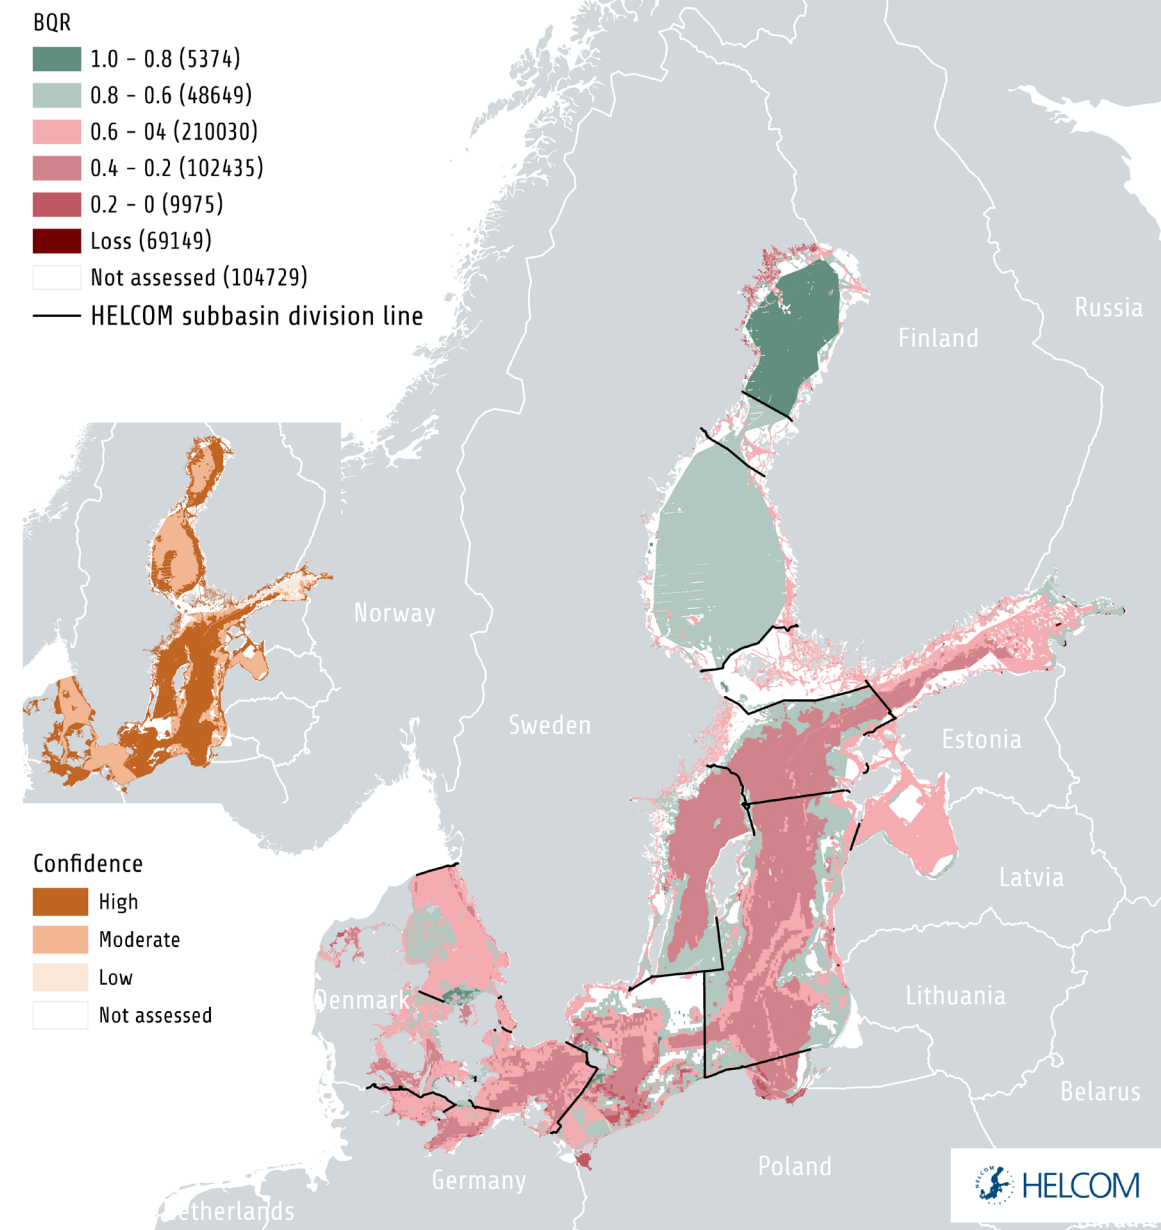 BQR
1.0 - 0.8 (5374)
0.8 - 0.6 (48649)
0.6 - 04 (210030)
0.4 - 0.2 (102435)
0.2 - 0 (9975)
Loss (69149)
Not assessed (104729)
HELCOM subbasin division line
Russia
Finland
Norway
Sweden
Estonia
Latvia
Lithuania
Denmark
Belarus
Poland
Germany
etherlands
Confidence
High
Moderate
Low
Not assessed
HELCOM
HELCOM